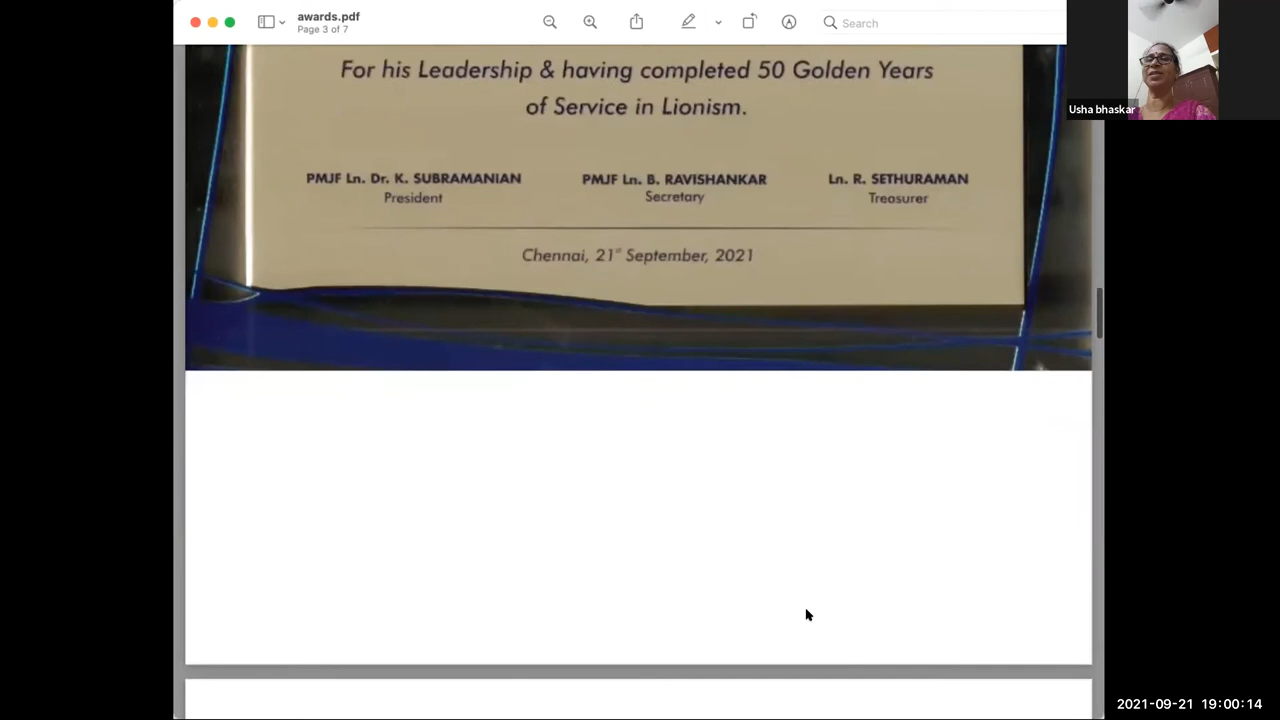 awards.pdf
Page 3 of 7
Search
Usha bhaskar
For his Leadership & having completed 50 Golden Years
of Service in Lionism.
PMJF Ln. Dr. K. SUBRAMANIAN
President
PMJF Ln. B. RAVISHANKAR
Secretary
Ln. R. SETHURAMAN
Treasurer
Chennai, 21st September, 2021
2021-09-21 19:00:14